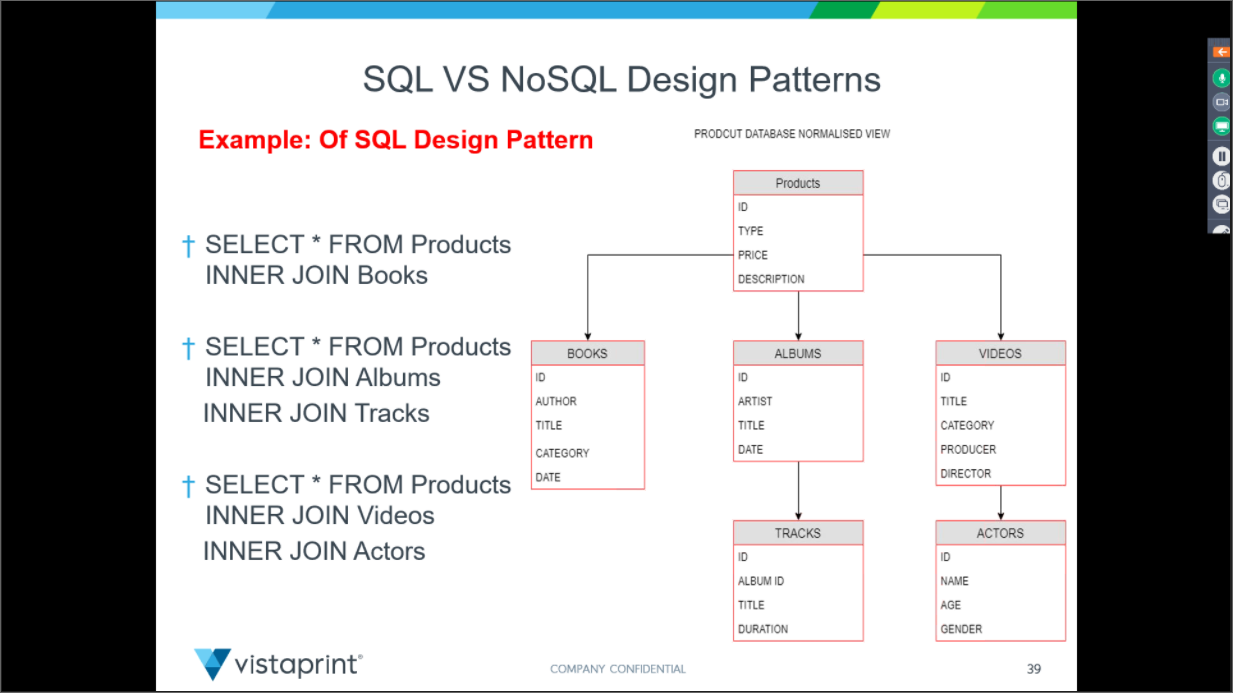 SQL VS NoSQL Design Patterns
Example: Of SQL Design Pattern
PRODCUT DATABASE NORMALISED VIEW
† SELECT * FROM Products
INNER JOIN Books
† SELECT * FROM Products
INNER JOIN Albums
INNER JOIN Tracks
† SELECT * FROM Products
INNER JOIN Videos
INNER JOIN Actors
Products
ID
TYPE
PRICE
DESCRIPTION
BOOKS
ID
AUTHOR
TITLE
CATEGORY
DATE
ALBUMS
ID
ARTIST
TITLE
DATE
VIDEOS
ID
TITLE
CATEGORY
PRODUCER
DIRECTOR
TRACKS
ID
ALBUM ID
TITLE
DURATION
ACTORS
ID
NAME
AGE
GENDER
vistaprint®
COMPANY CONFIDENTIAL
39